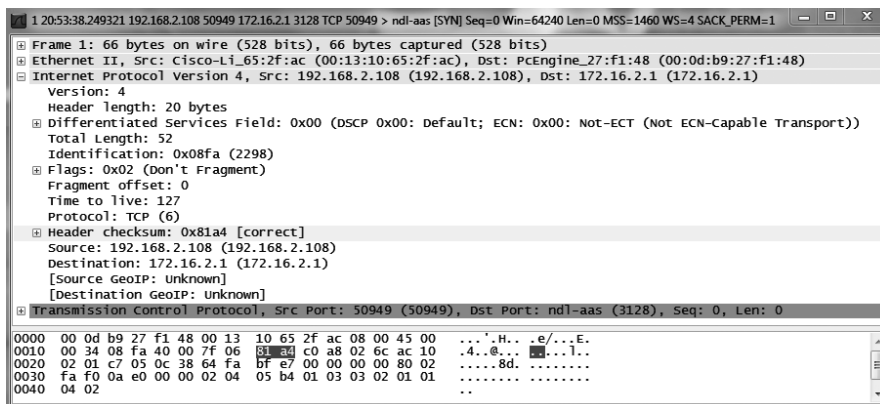 1 20:53:38.249321 192.168.2.108 50949 172.16.2.1 3128 TCP 50949 > ndl-aas [SYN] Seq=0 Win=64240 Len=0 MSS=1460 WS=4 SACK_PERM=1
Frame 1: 66 bytes on wire (528 bits), 66 bytes captured (528 bits)
Ethernet II, Src: Cisco-Li_65:2f:ac (00:13:10:65:2f:ac), Dst: PcEngine_27:f1:48 (00:0d:b9:27:f1:48)
Internet Protocol Version 4, Src: 192.168.2.108 (192.168.2.108), Dst: 172.16.2.1 (172.16.2.1)
Version: 4
Header length: 20 bytes
Differentiated Services Field: 0x00 (DSCP 0x00: Default; ECN: 0x00: Not-ECT (Not ECN-Capable Transport))
Total Length: 52
Identification: 0x08fa (2298)
Flags: 0x02 (Don't Fragment)
Fragment offset: 0
Time to live: 127
Protocol: TCP (6)
Header checksum: 0x81a4 [correct]
Source: 192.168.2.108 (192.168.2.108)
Destination: 172.16.2.1 (172.16.2.1)
[Source GeoIP: Unknown]
[Destination GeoIP: Unknown]
Transmission Control Protocol, Src Port: 50949 (50949), Dst Port: ndl-aas (3128), Seq: 0, Len: 0
0000 00 0d b9 27 f1 48 00 13 10 65 2f ac 08 00 45 00 ...'.H.. .e/...E.
0010 00 34 08 fa 40 00 7f 06 81 a4 c0 a8 02 6c ac 10 .4..@... .....l..
0020 02 01 c7 05 0c 38 64 fa bf e7 00 00 00 00 80 02 .....8d. ........
0030 fa f0 0a e0 00 00 02 04 05 b4 01 03 03 02 01 01 ........ ........
0040 04 02 ..